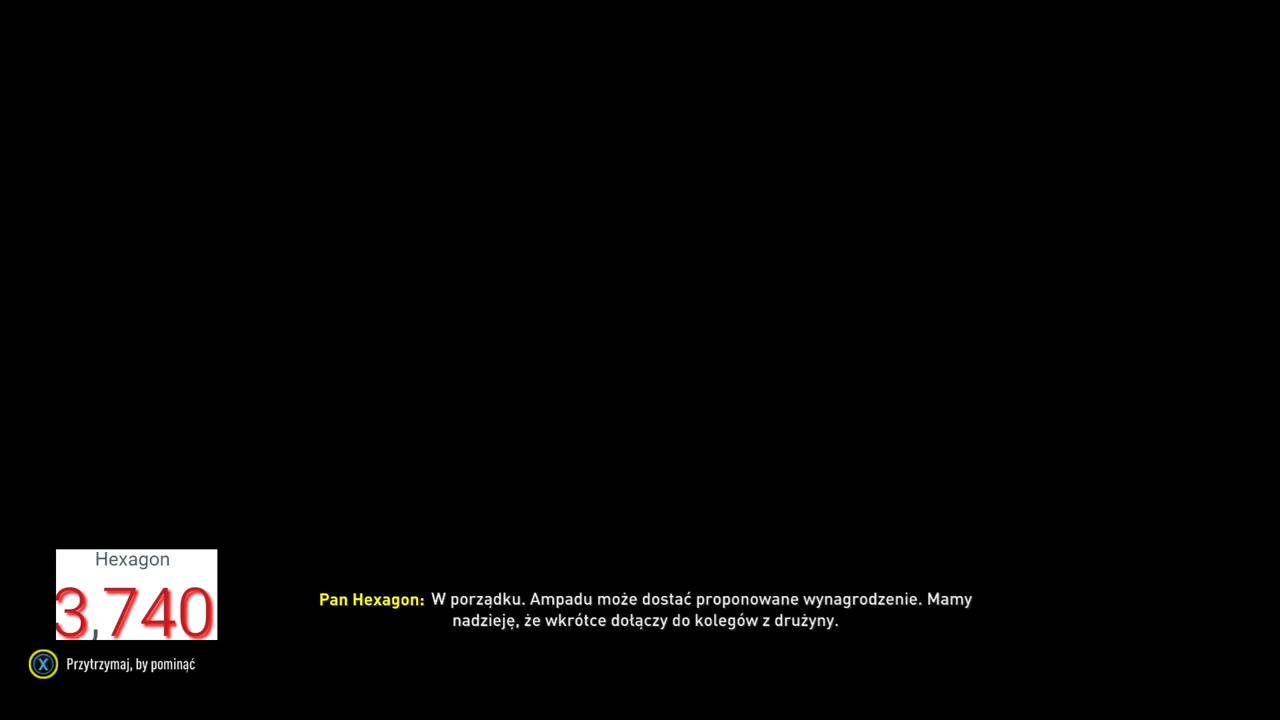 Hexagon
3,740
Pan Hexagon: W porządku. Ampadu może dostać proponowane wynagrodzenie. Mamy
nadzieję, że wkrótce dołączy do kolegów z drużyny.
X Przytrzymaj, by pominąć